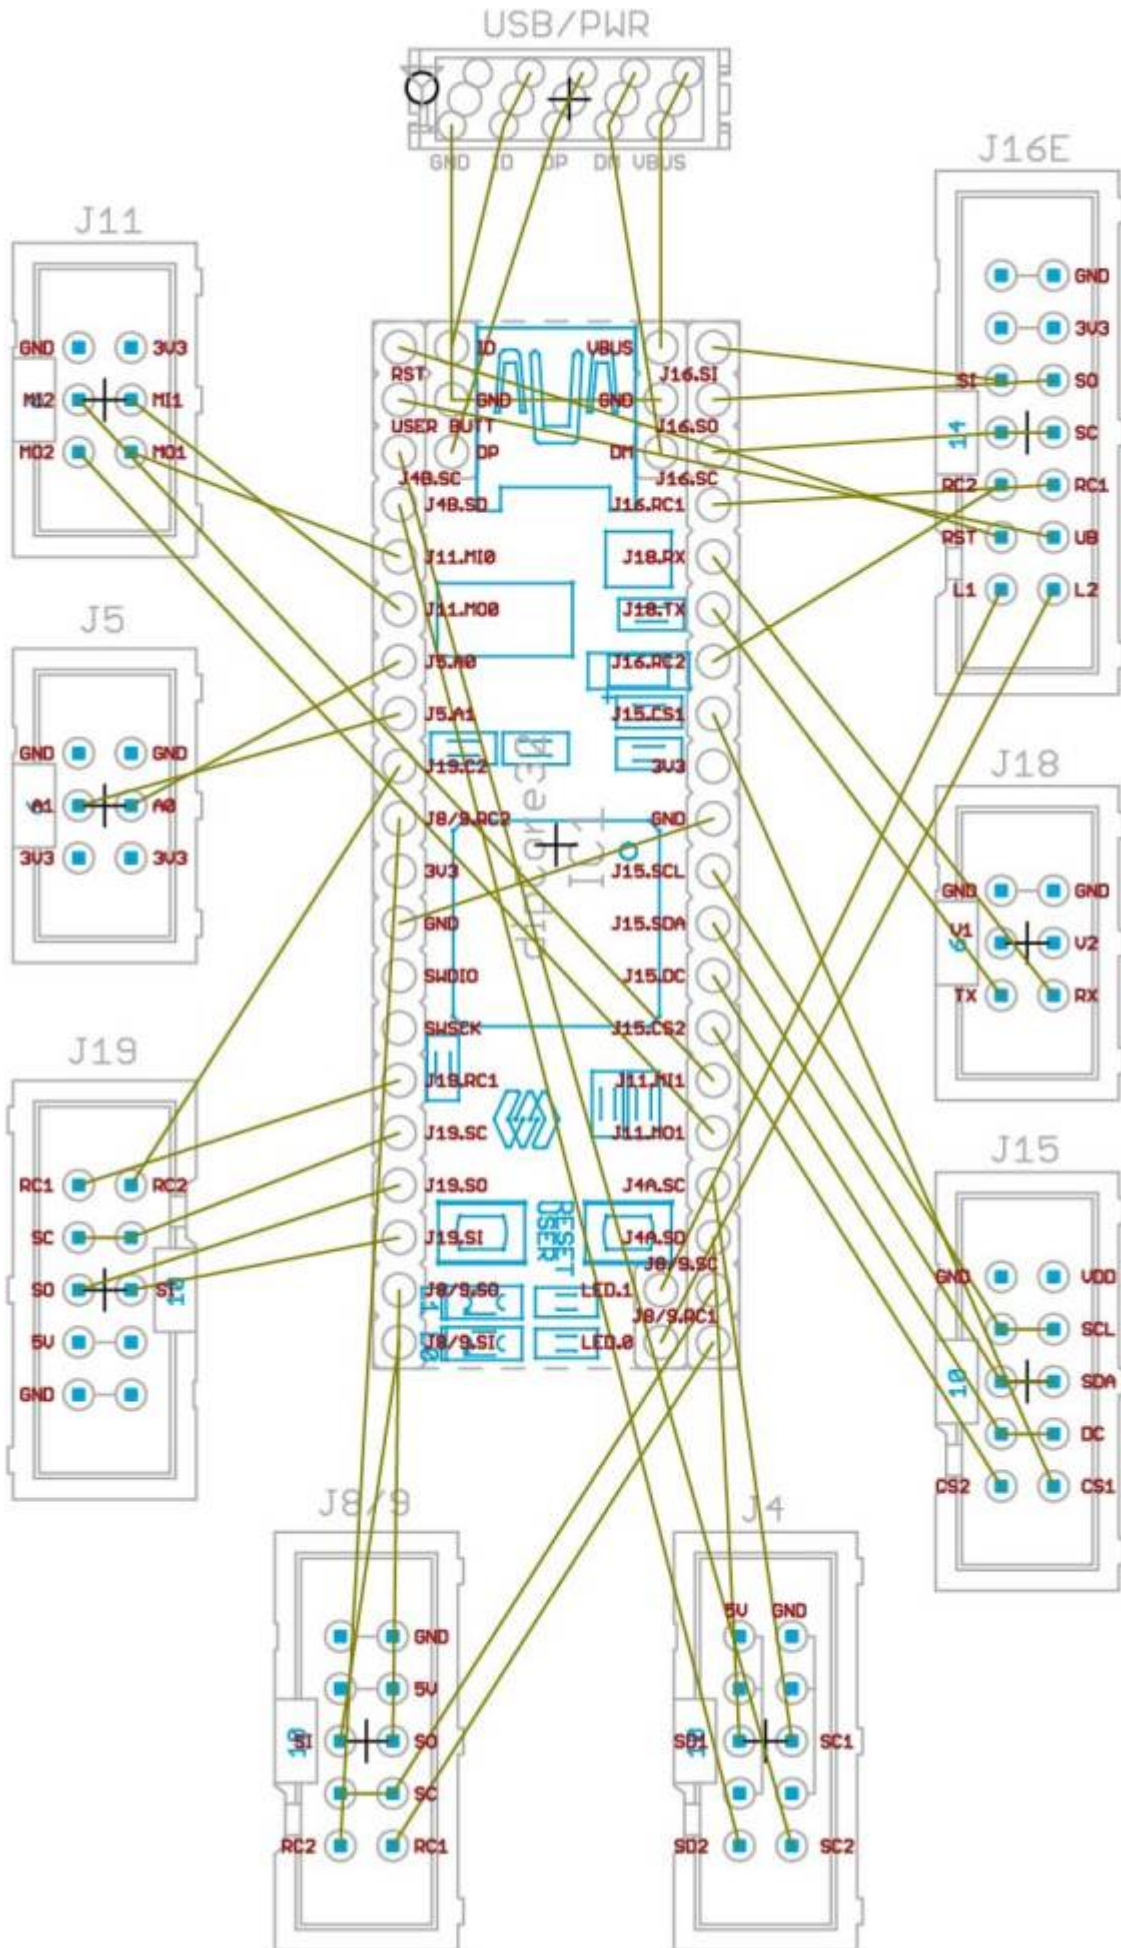 USB/PWR
GND ID DP DM VBUS
J16E
GND
3V3
SI SO
14
SC
RC2 RC1
RST UB
L1 L2
J11
GND 3V3
MI2 MI1
MO2 MO1
J5
GND GND
A1 A0
3V3 3V3
J19
RC1 RC2
SC
SO SI
10
5V
GND
ID VBUS
RST J16.SI
GND GND
USER BUTT J16.SO
DP DM
J4B.SC J16.SC
J4B.SD J16.RC1
J11.MI0 J18.RX
J11.MO0 J18.TX
J5.A0 J16.RC2
J5.A1 J15.CS1
J19.C2 3V3
J8/9.RC2 GND
3V3 J15.SCL
GND J15.SDA
SWDIO J15.DC
SWSCK J15.CS2
J19.RC1 J11.MI1
J19.SC J11.MO1
J19.SO J4A.SC
J19.SI J4A.SD
J8/9.SC
J8/9.SO LED.1
J8/9.RC1
J8/9.SI LED.0
IC1
RESET
USER
1
0
J18
GND GND
V1 V2
6
TX RX
J15
GND VDD
SCL
10
SDA
DC
CS2 CS1
J8/9
GND
5V
SI SO
10
SC
RC2 RC1
J4
5V GND
SD1 SC1
10
SD2 SC2